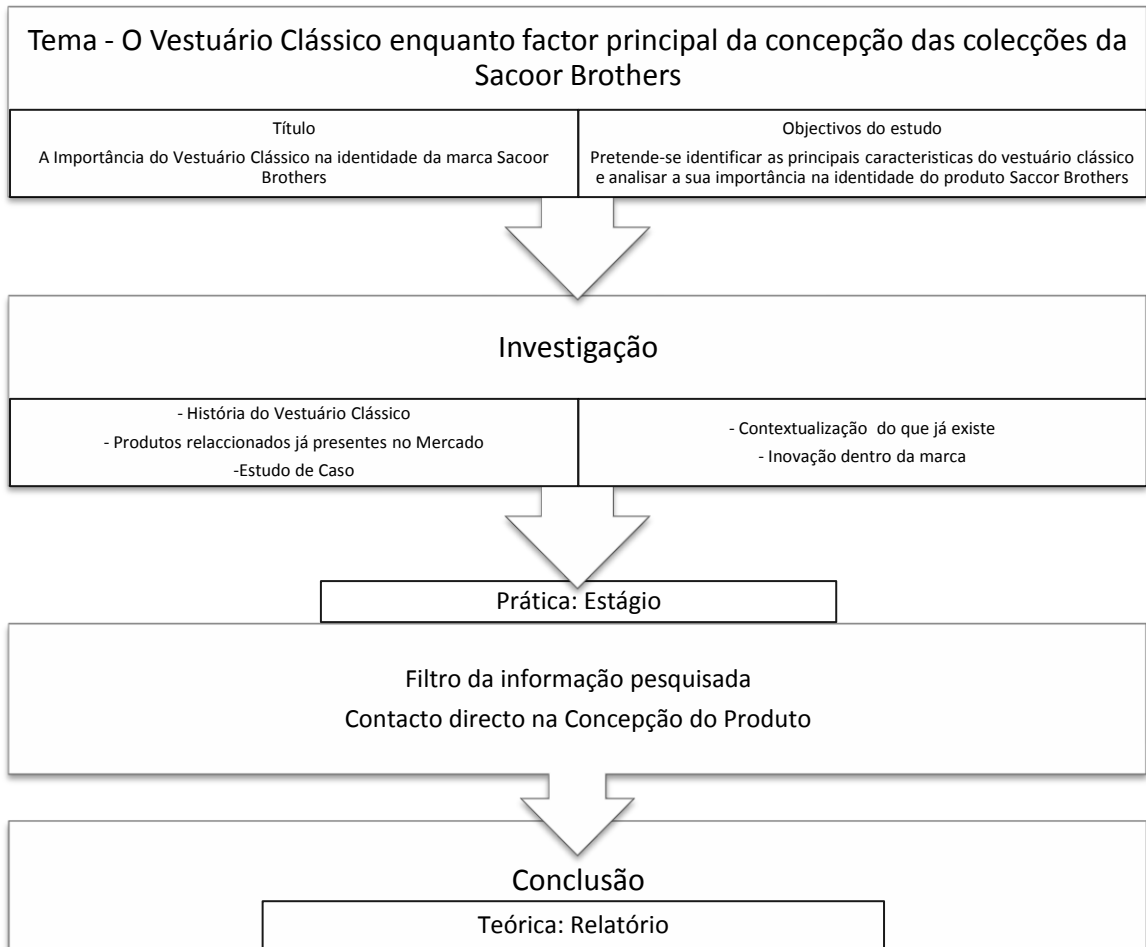 Tema - O Vestuário Clássico enquanto factor principal da concepção das colecções da
Sacoor Brothers
Título
A Importância do Vestuário Clássico na identidade da marca Sacoor
Brothers
Objectivos do estudo
Pretende-se identificar as principais caracteristicas do vestuário clássico
e analisar a sua importância na identidade do produto Saccor Brothers
Investigação
- História do Vestuário Clássico
- Produtos relaccionados já presentes no Mercado
-Estudo de Caso
- Contextualização do que já existe
- Inovação dentro da marca
Prática: Estágio
Filtro da informação pesquisada
Contacto directo na Concepção do Produto
Conclusão
Teórica: Relatório